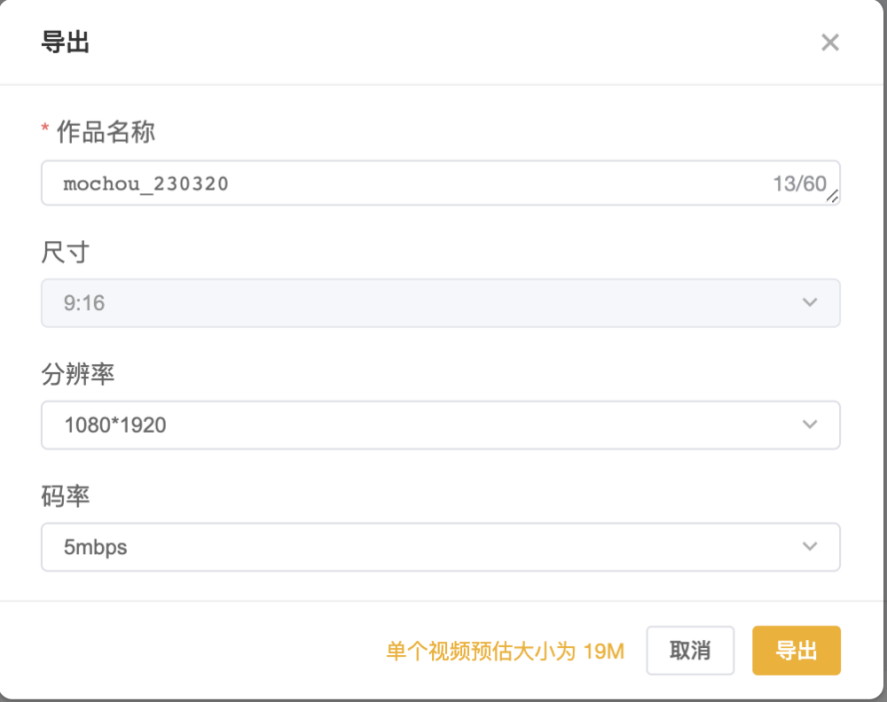 导出
* 作品名称
mochou_230320 13/60
尺寸
9:16
分辨率
1080*1920
码率
5mbps
单个视频预估大小为 19M 取消 导出